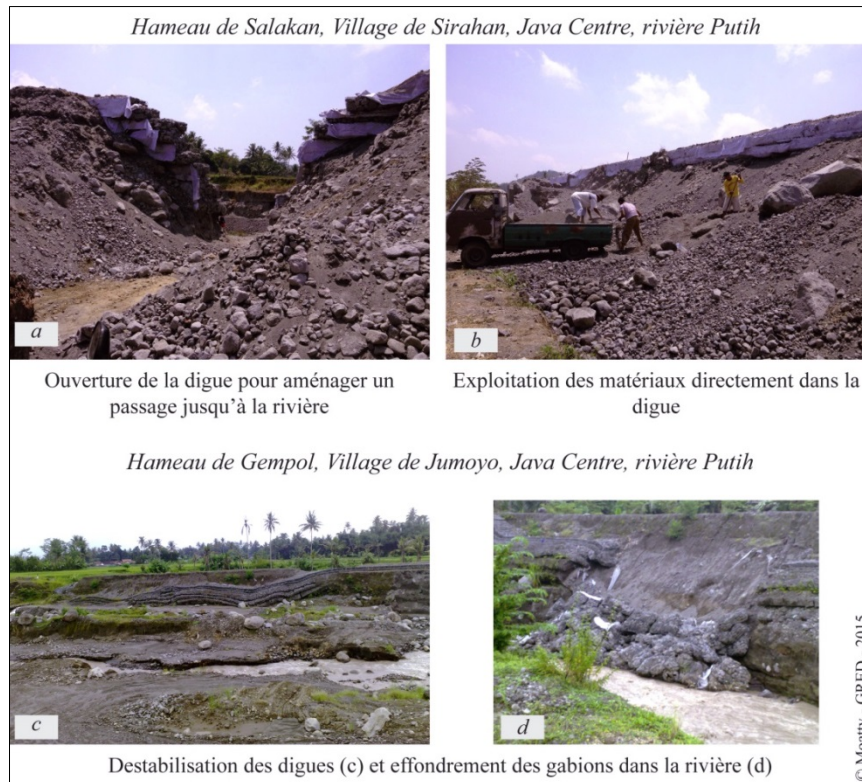 Hameau de Salakan, Village de Sirahan, Java Centre, rivière Putih
a
b
Ouverture de la digue pour aménager un
passage jusqu'à la rivière
Exploitation des matériaux directement dans la
digue
Hameau de Gempol, Village de Jumoyo, Java Centre, rivière Putih
c
d
Destabilisation des digues (c) et effondrement des gabions dans la rivière (d)
GRED, 2015